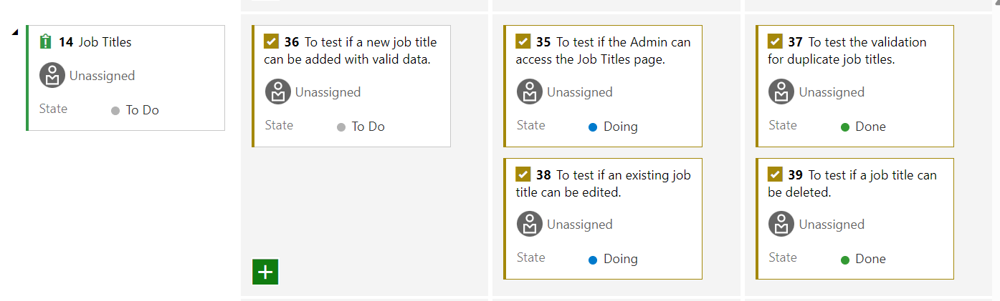 14 Job Titles
Unassigned
State To Do
36 To test if a new job title
can be added with valid data.
Unassigned
State To Do
35 To test if the Admin can
access the Job Titles page.
Unassigned
State Doing
38 To test if an existing job
title can be edited.
Unassigned
State Doing
37 To test the validation
for duplicate job titles.
Unassigned
State Done
39 To test if a job title can
be deleted.
Unassigned
State Done